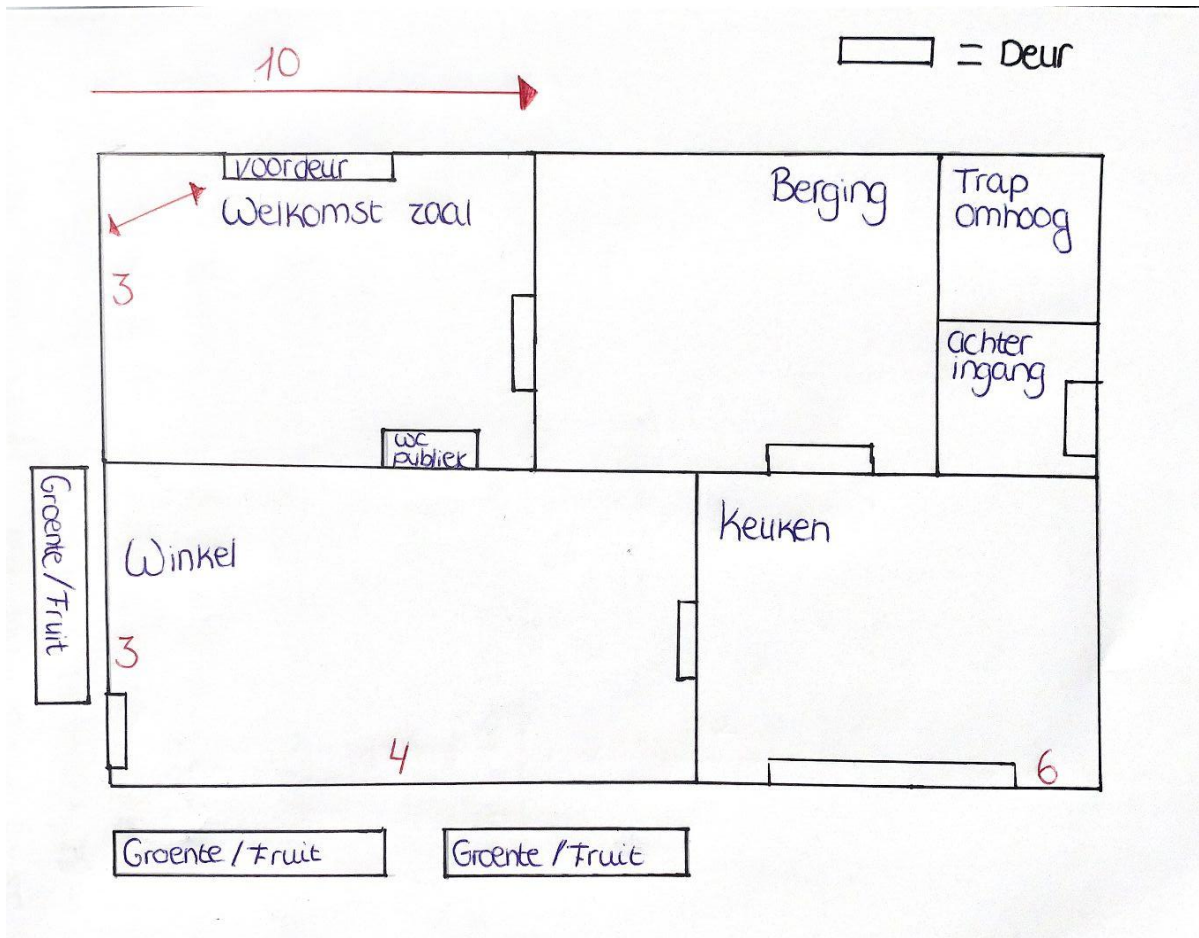 10
= Deur
voordeur
Welkomst zaal
Berging
Trap
omhoog
3
achter
ingang
wc
publiek
Groente/Fruit
Winkel
Keuken
3
4
6
Groente/Fruit
Groente/Fruit